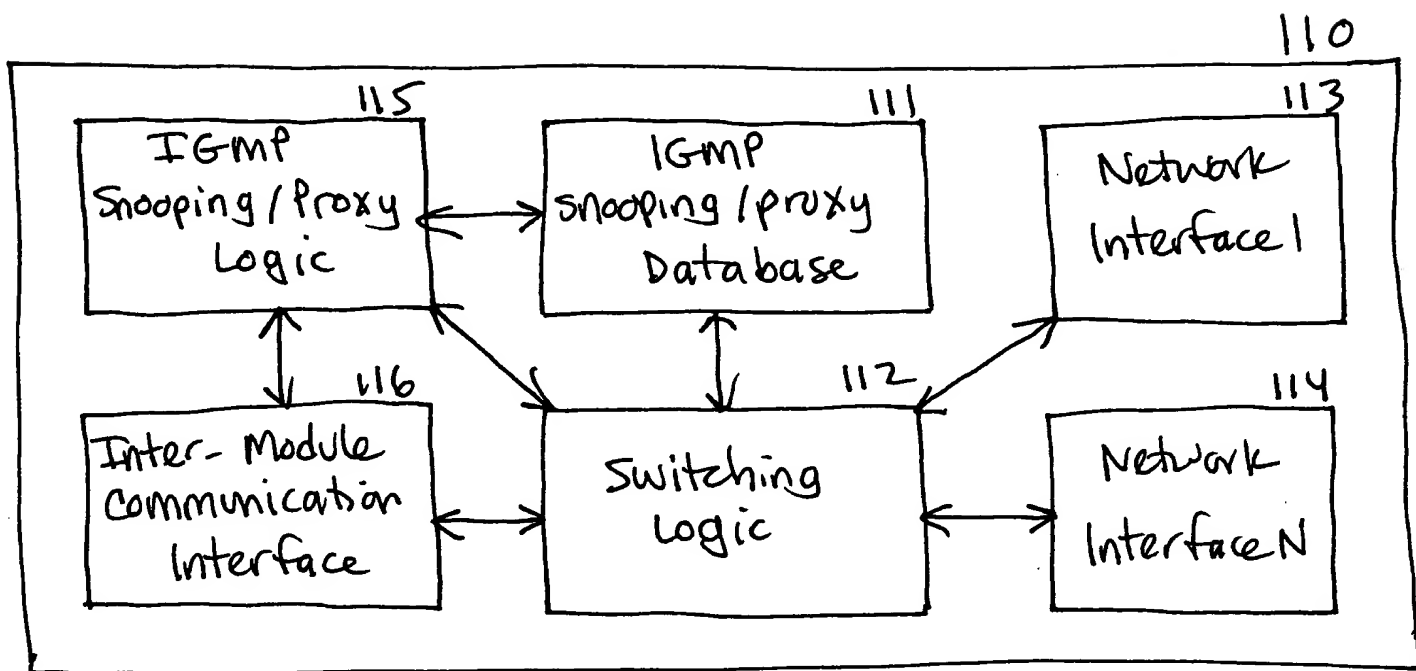 110
115
IGMP
Snooping/Proxy
Logic
111
IGMP
snooping/proxy
Database
113
Network
Interface 1
116
Inter-Module
Communication
Interface
112
Switching
Logic
114
Network
Interface N